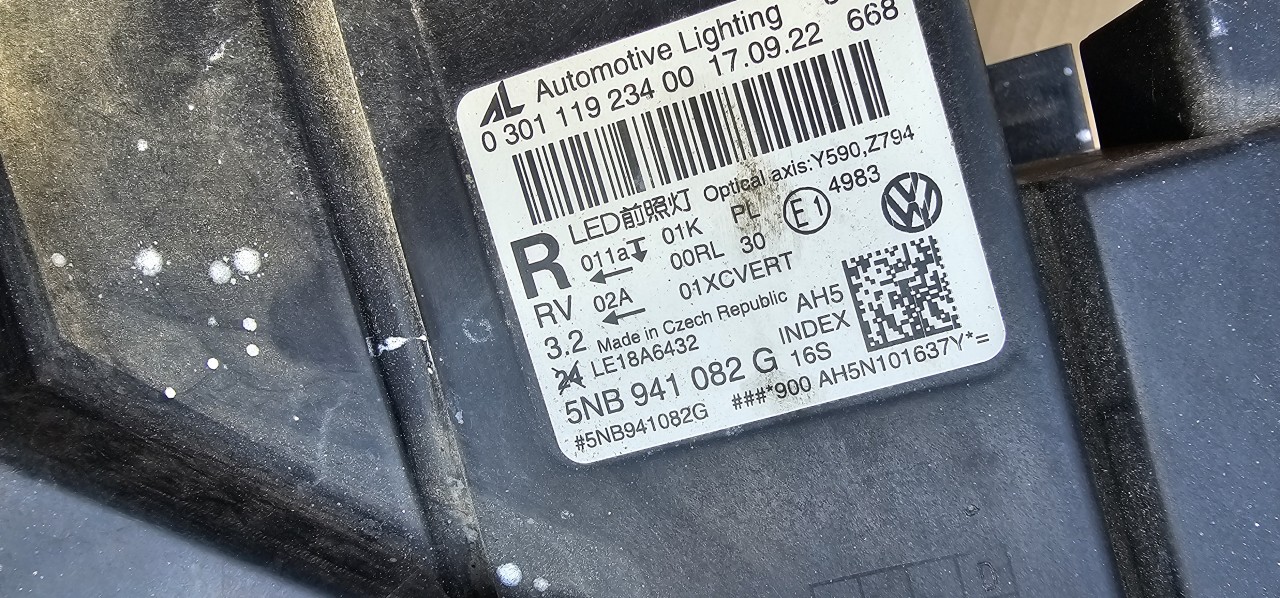 AL Automotive Lighting
0 301 119 234 00 17.09.22 668
LED前照灯 Optical axis:Y590,Z794
R 011a 01K PL E1 4983
00RL 30
RV 02A 01XCVERT
3.2 Made in Czech Republic AH5
24 LE18A6432 INDEX
5NB 941 082 G 16S
#5NB941082G ###*900 AH5N101637Y*=